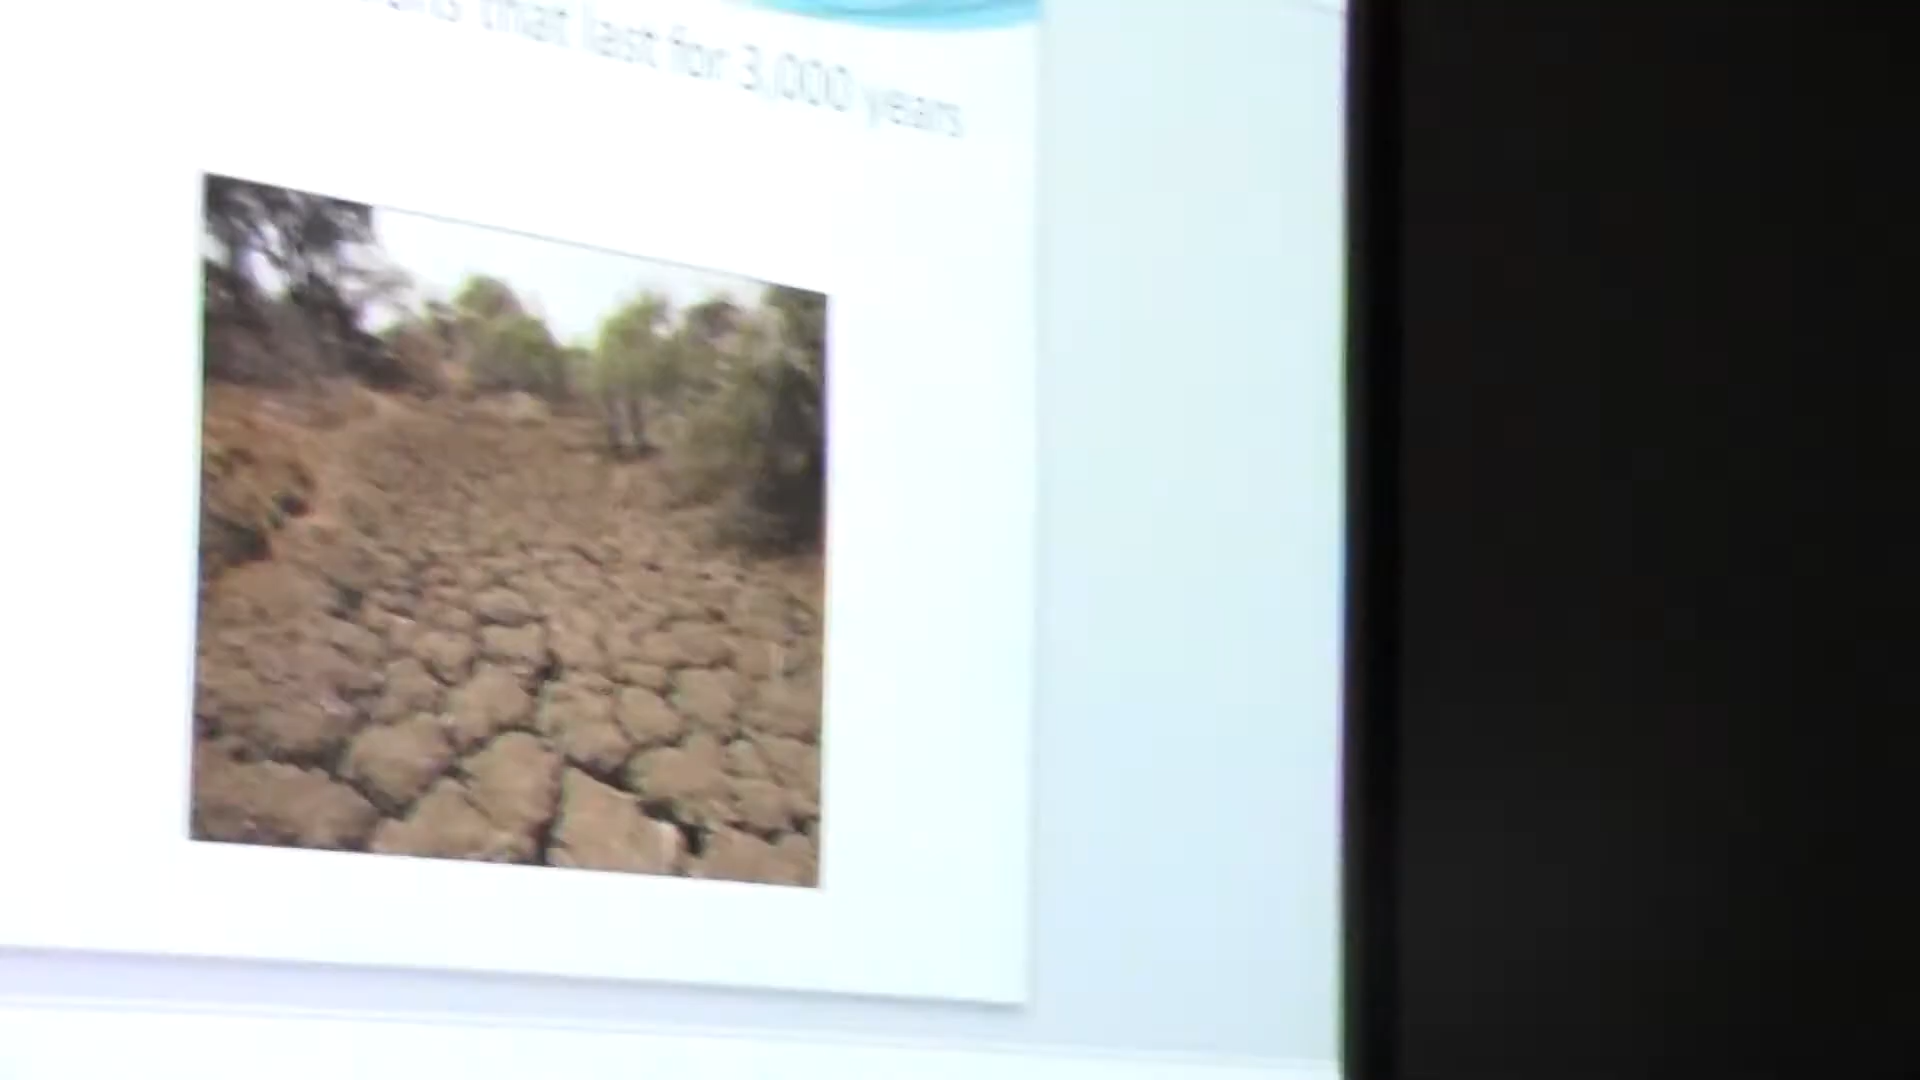 that last for 3,000 years